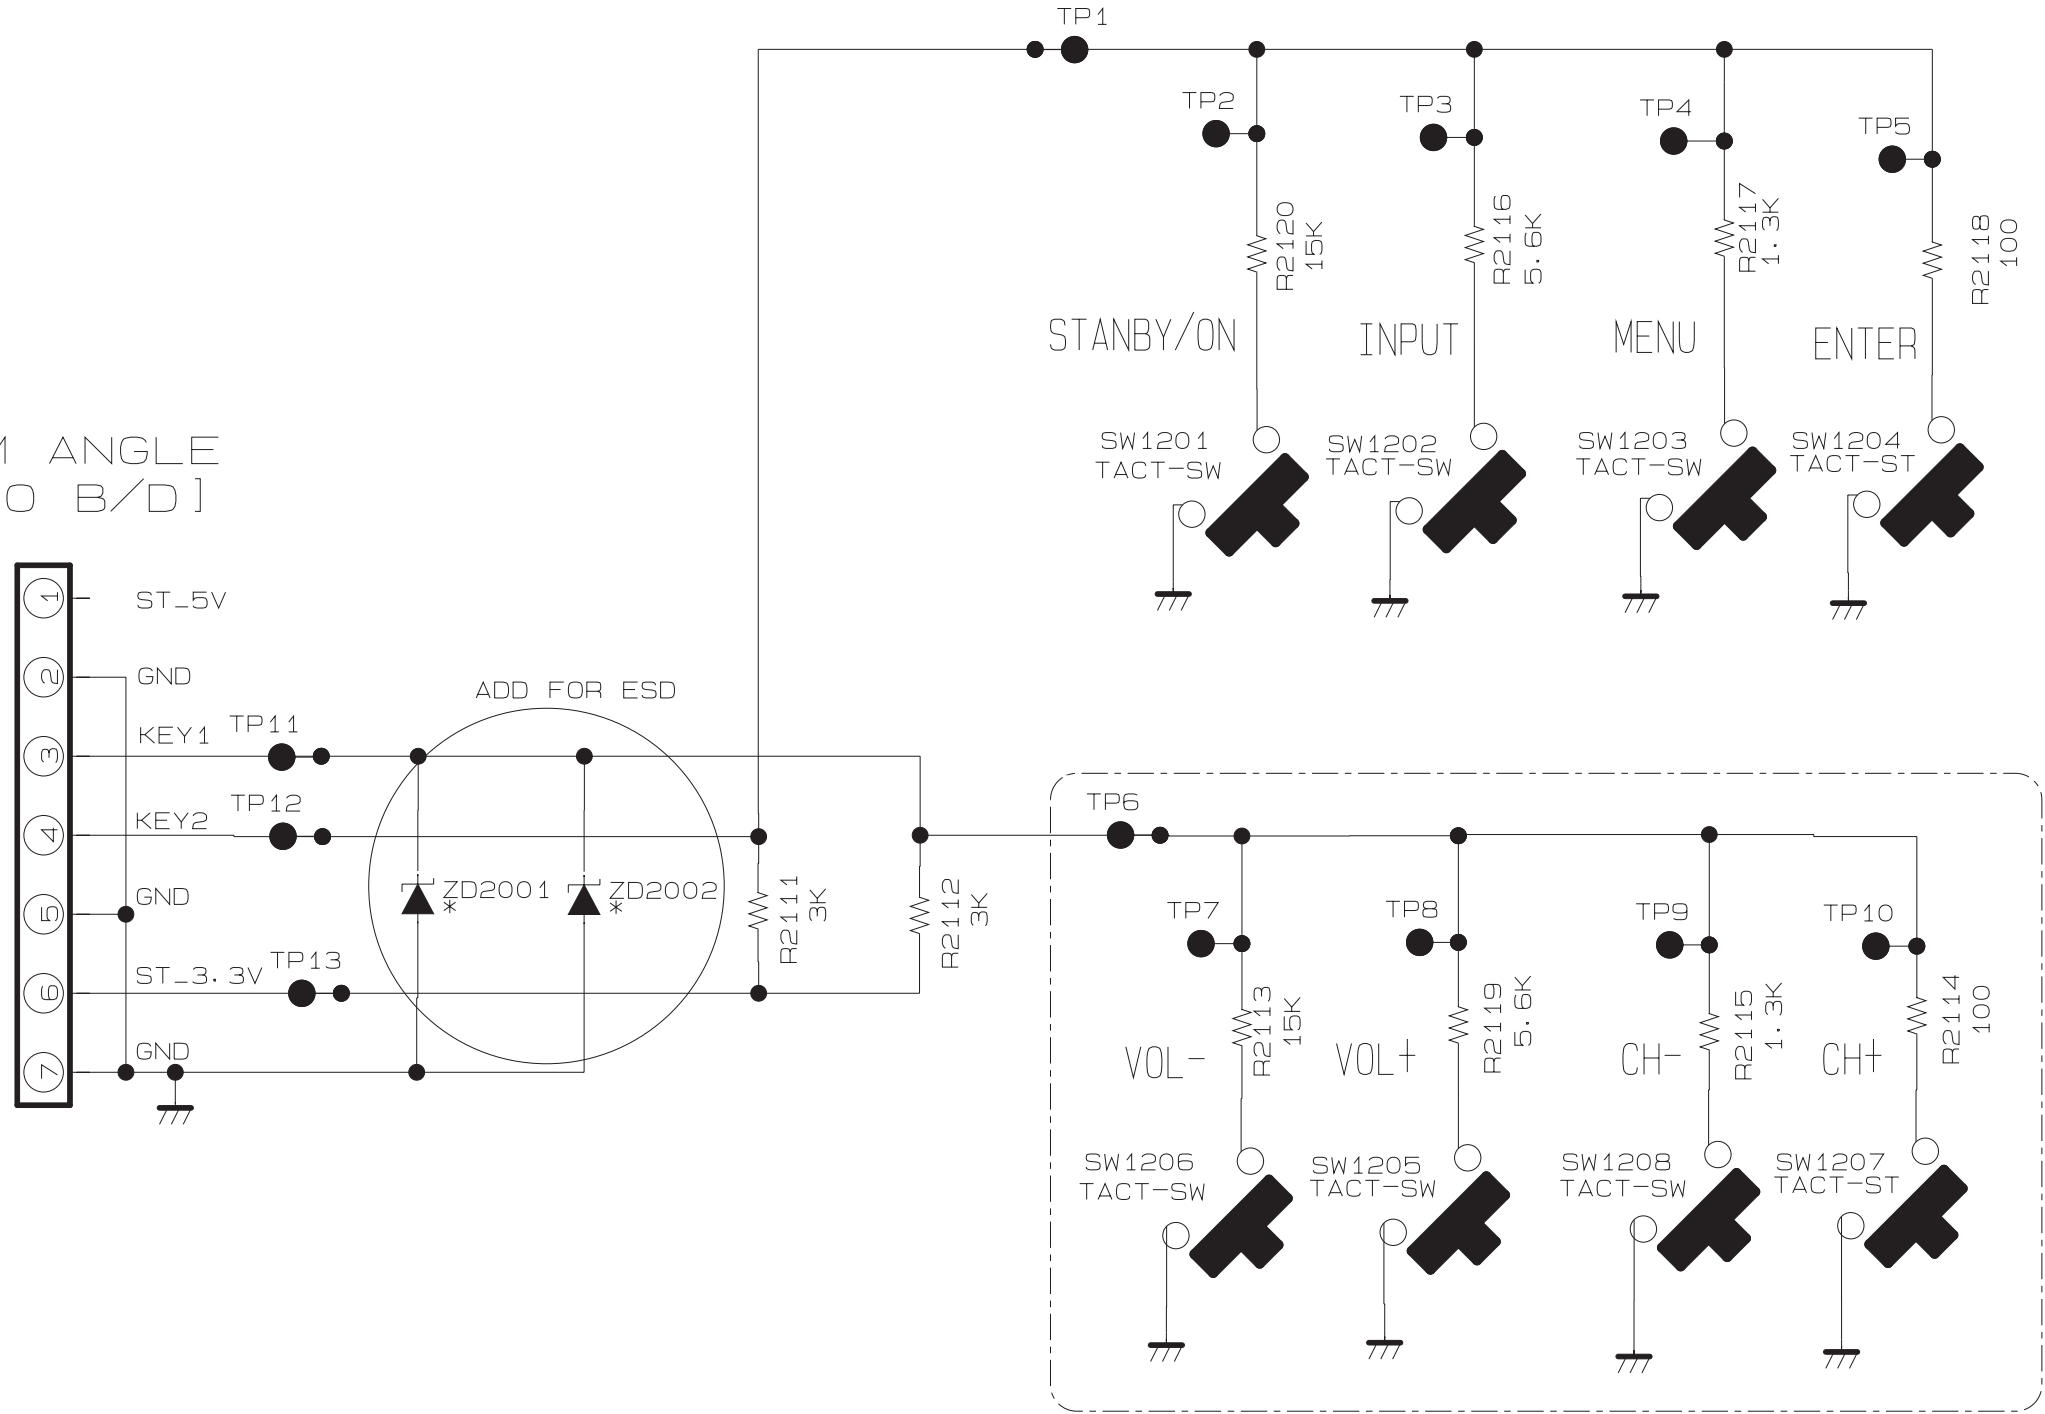 TP1
TP2
TP3
TP4
TP5
R2120
15K
R2116
5.6K
R2117
1.3K
R2118
100
STANBY/ON
INPUT
MENU
ENTER
SW1201
TACT-SW
SW1202
TACT-SW
SW1203
TACT-SW
SW1204
TACT-ST
ANGLE
O B/D]
1
ST_5V
2
GND
3
KEY1
TP11
4
KEY2
TP12
5
GND
6
ST_3.3V
TP13
7
GND
ADD FOR ESD
ZD2001
*
ZD2002
*
R2111
3K
R2112
3K
TP6
TP7
TP8
TP9
TP10
R2113
15K
R2119
5.6K
R2115
1.3K
R2114
100
VOL-
VOL+
CH-
CH+
SW1206
TACT-SW
SW1205
TACT-SW
SW1208
TACT-SW
SW1207
TACT-ST